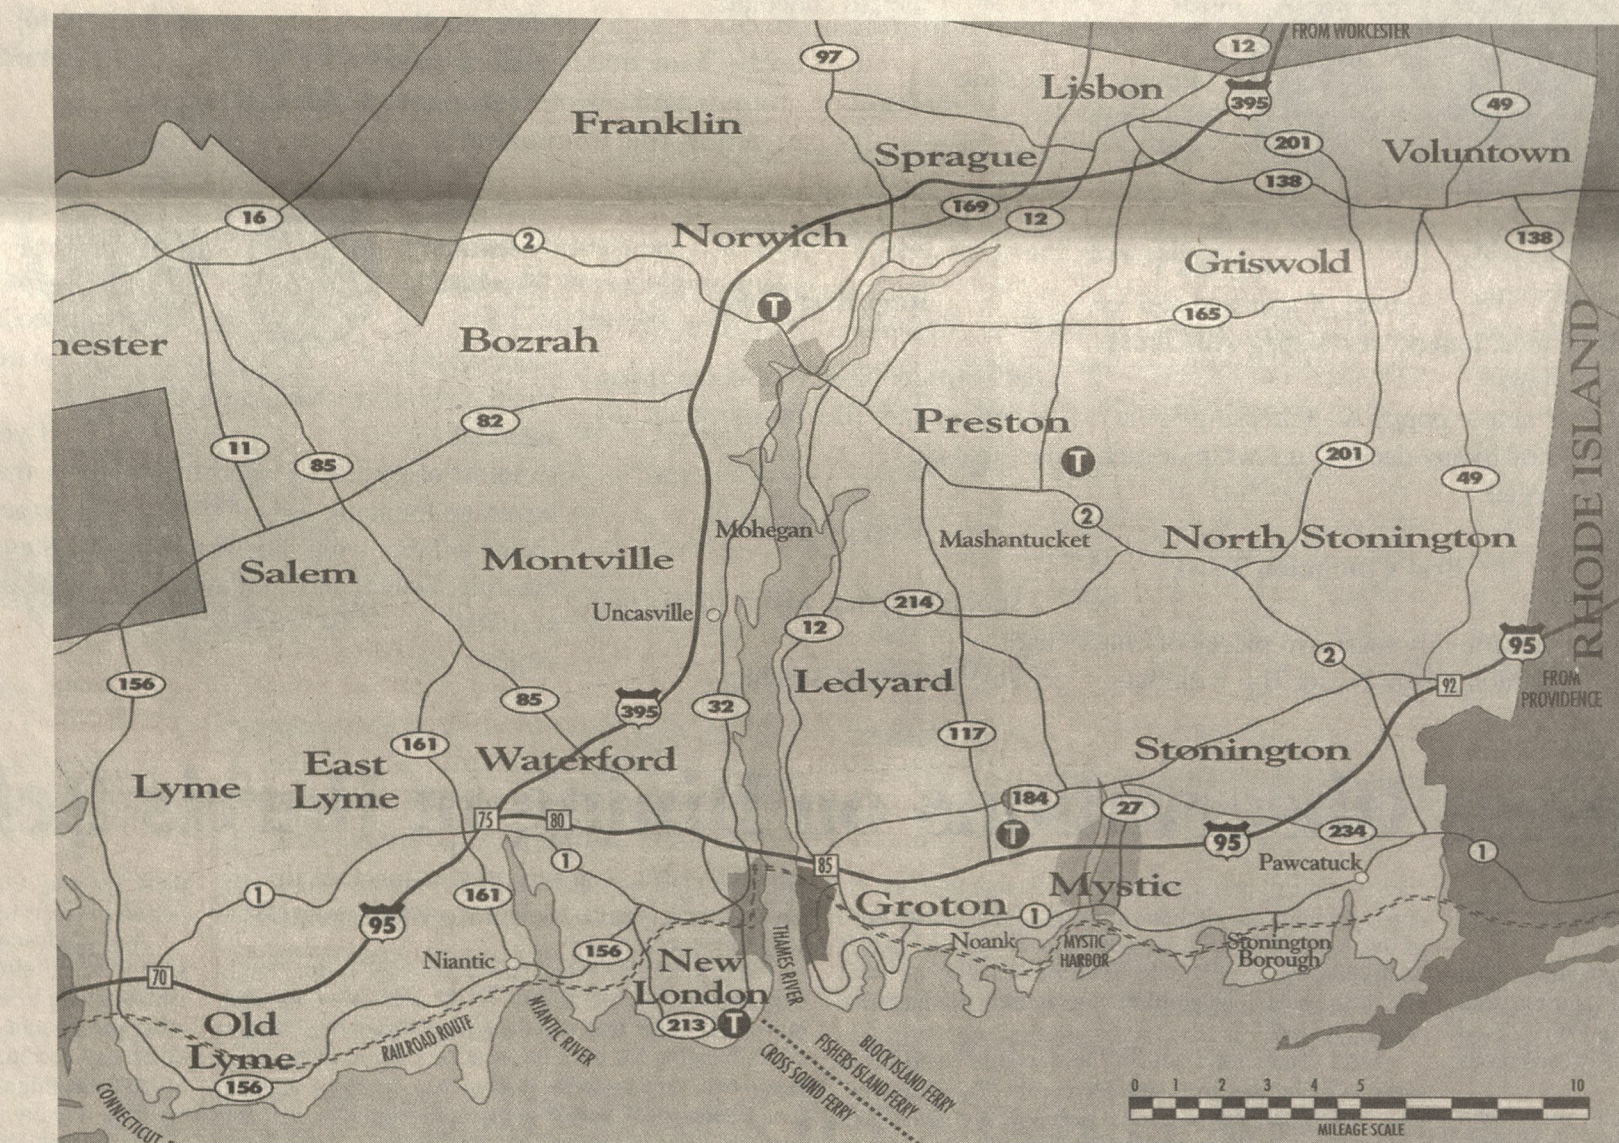 FROM WORCESTER
12
97
Lisbon
395
49
Franklin
201
Sprague
Voluntown
138
169
12
16
2
Norwich
138
Griswold
T
165
hester
Bozrah
RHODE ISLAND
82
Preston
11
85
T
201
49
2
Mohegan
Mashantucket
North Stonington
Montville
Salem
Uncasville
214
12
95
2
FROM
PROVIDENCE
92
156
Ledyard
85
395
32
117
161
Waterford
Stonington
East
Lyme
Lyme
184
27
75
80
T
95
234
1
1
85
Pawcatuck
Mystic
1
161
Groton
1
95
THAMES RIVER
Noank
MYSTIC
HARBOR
Stonington
Borough
156
Niantic
New
London
70
213
T
Old
Lyme
RAILROAD ROUTE
NIANTIC RIVER
156
BLOCK ISLAND FERRY
FISHERS ISLAND FERRY
CROSS SOUND FERRY
CONNECTICUT
0 1 2 3 4 5 10
MILEAGE SCALE